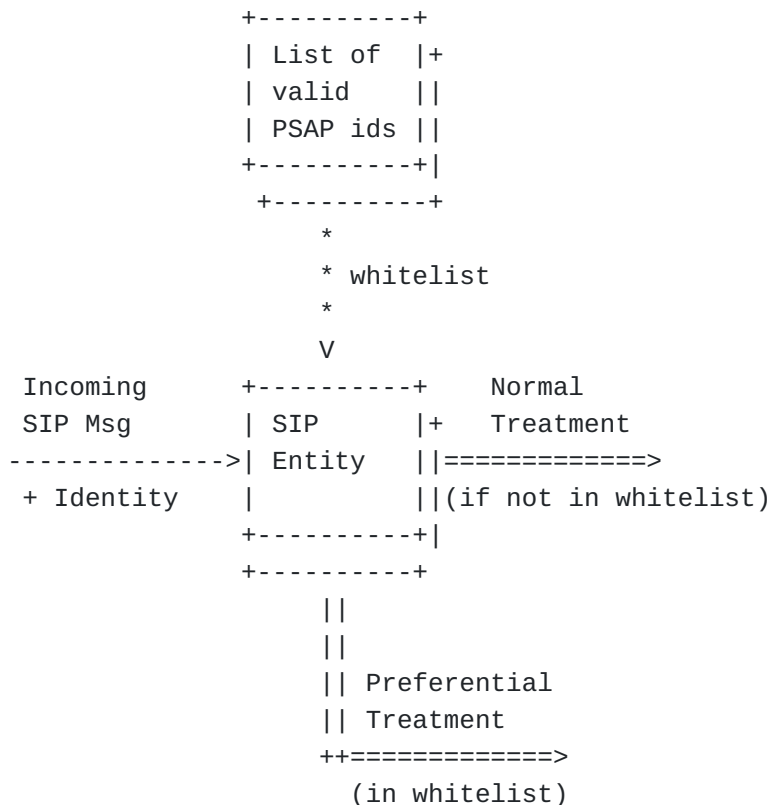 +----------+
                | List of  |+
                | valid    ||
                | PSAP ids ||
                +----------+|
                 +----------+
                     *
                     * whitelist
                     *
                     V
 Incoming       +----------+    Normal
 SIP Msg        | SIP      |+   Treatment
-------------->| Entity   ||=============>
 + Identity     |          ||(if not in whitelist)
                +----------+|
                +----------+
                     ||
                     ||
                     || Preferential
                     || Treatment
                     ++=============>
                       (in whitelist)